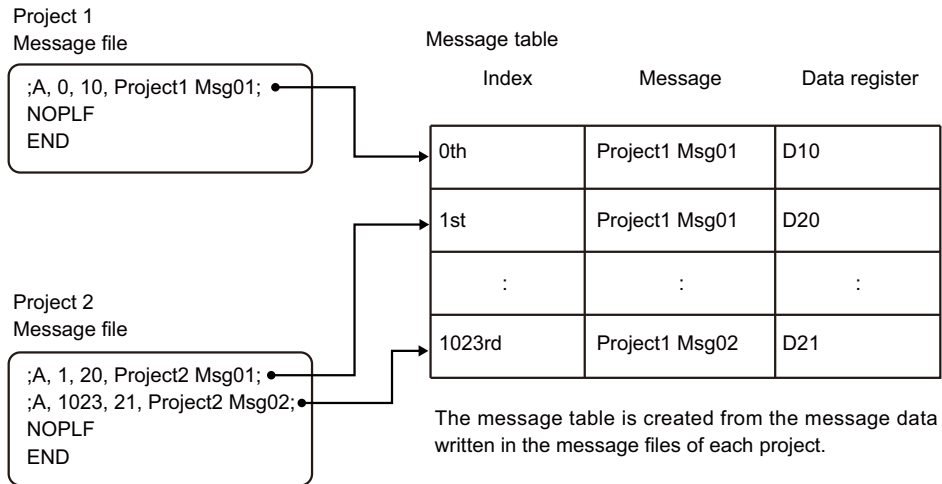 Project 1
Message file
;A, 0, 10, Project1 Msg01;
NOPLF
END
Project 2
Message file
;A, 1, 20, Project2 Msg01;
;A, 1023, 21, Project2 Msg02;
NOPLF
END
Message table
Index Message Data register
0th Project1 Msg01 D10
1st Project1 Msg01 D20
: : :
1023rd Project1 Msg02 D21
The message table is created from the message data
written in the message files of each project.